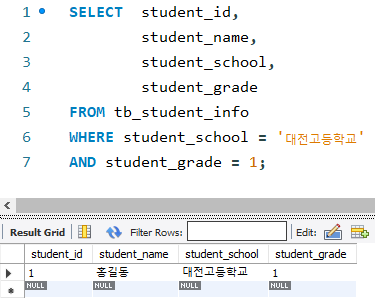 1 SELECT student_id,
2 student_name,
3 student_school,
4 student_grade
5 FROM tb_student_info
6 WHERE student_school = '대전고등학교'
7 AND student_grade = 1;
Result Grid Filter Rows: Edit:
student_id student_name student_school student_grade
1 홍길동 대전고등학교 1
NULL NULL NULL NULL